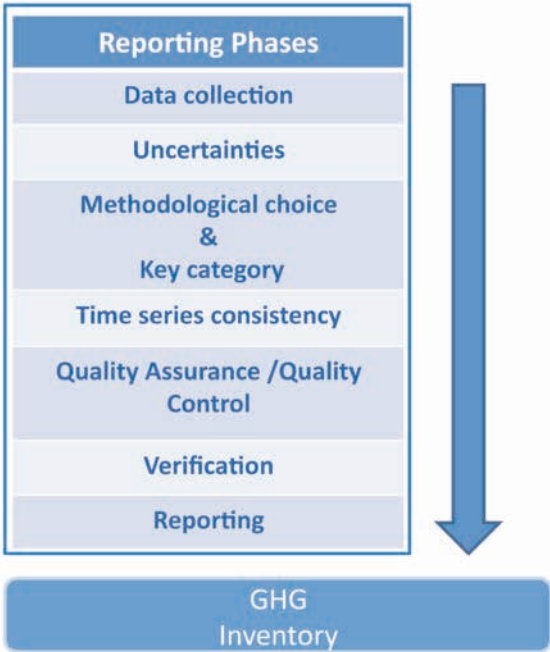 Reporting Phases
Data collection
Uncertainties
Methodological choice
&
Key category
Time series consistency
Quality Assurance /Quality
Control
Verification
Reporting
GHG
Inventory